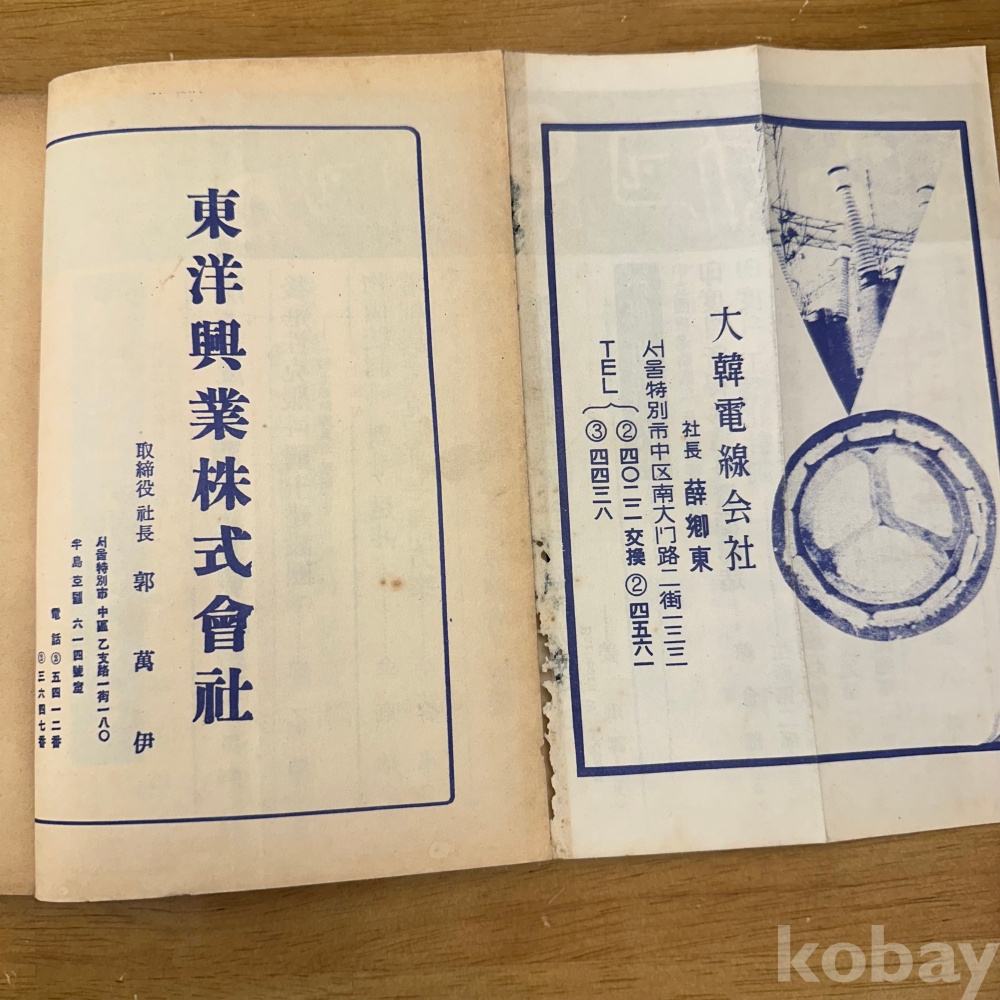 大韓電線会社
社長 薛卿東
서울特別市中区南大门路二街一三三
TEL ②四〇二二 交換 ②四五六一
③四四三八
東洋興業株式會社
取締役社長 郭萬伊
서울特別市 中區 乙支路一街一八〇
半島호텔 六一四號室
電話③五四一二番
③三六四七番
kobay